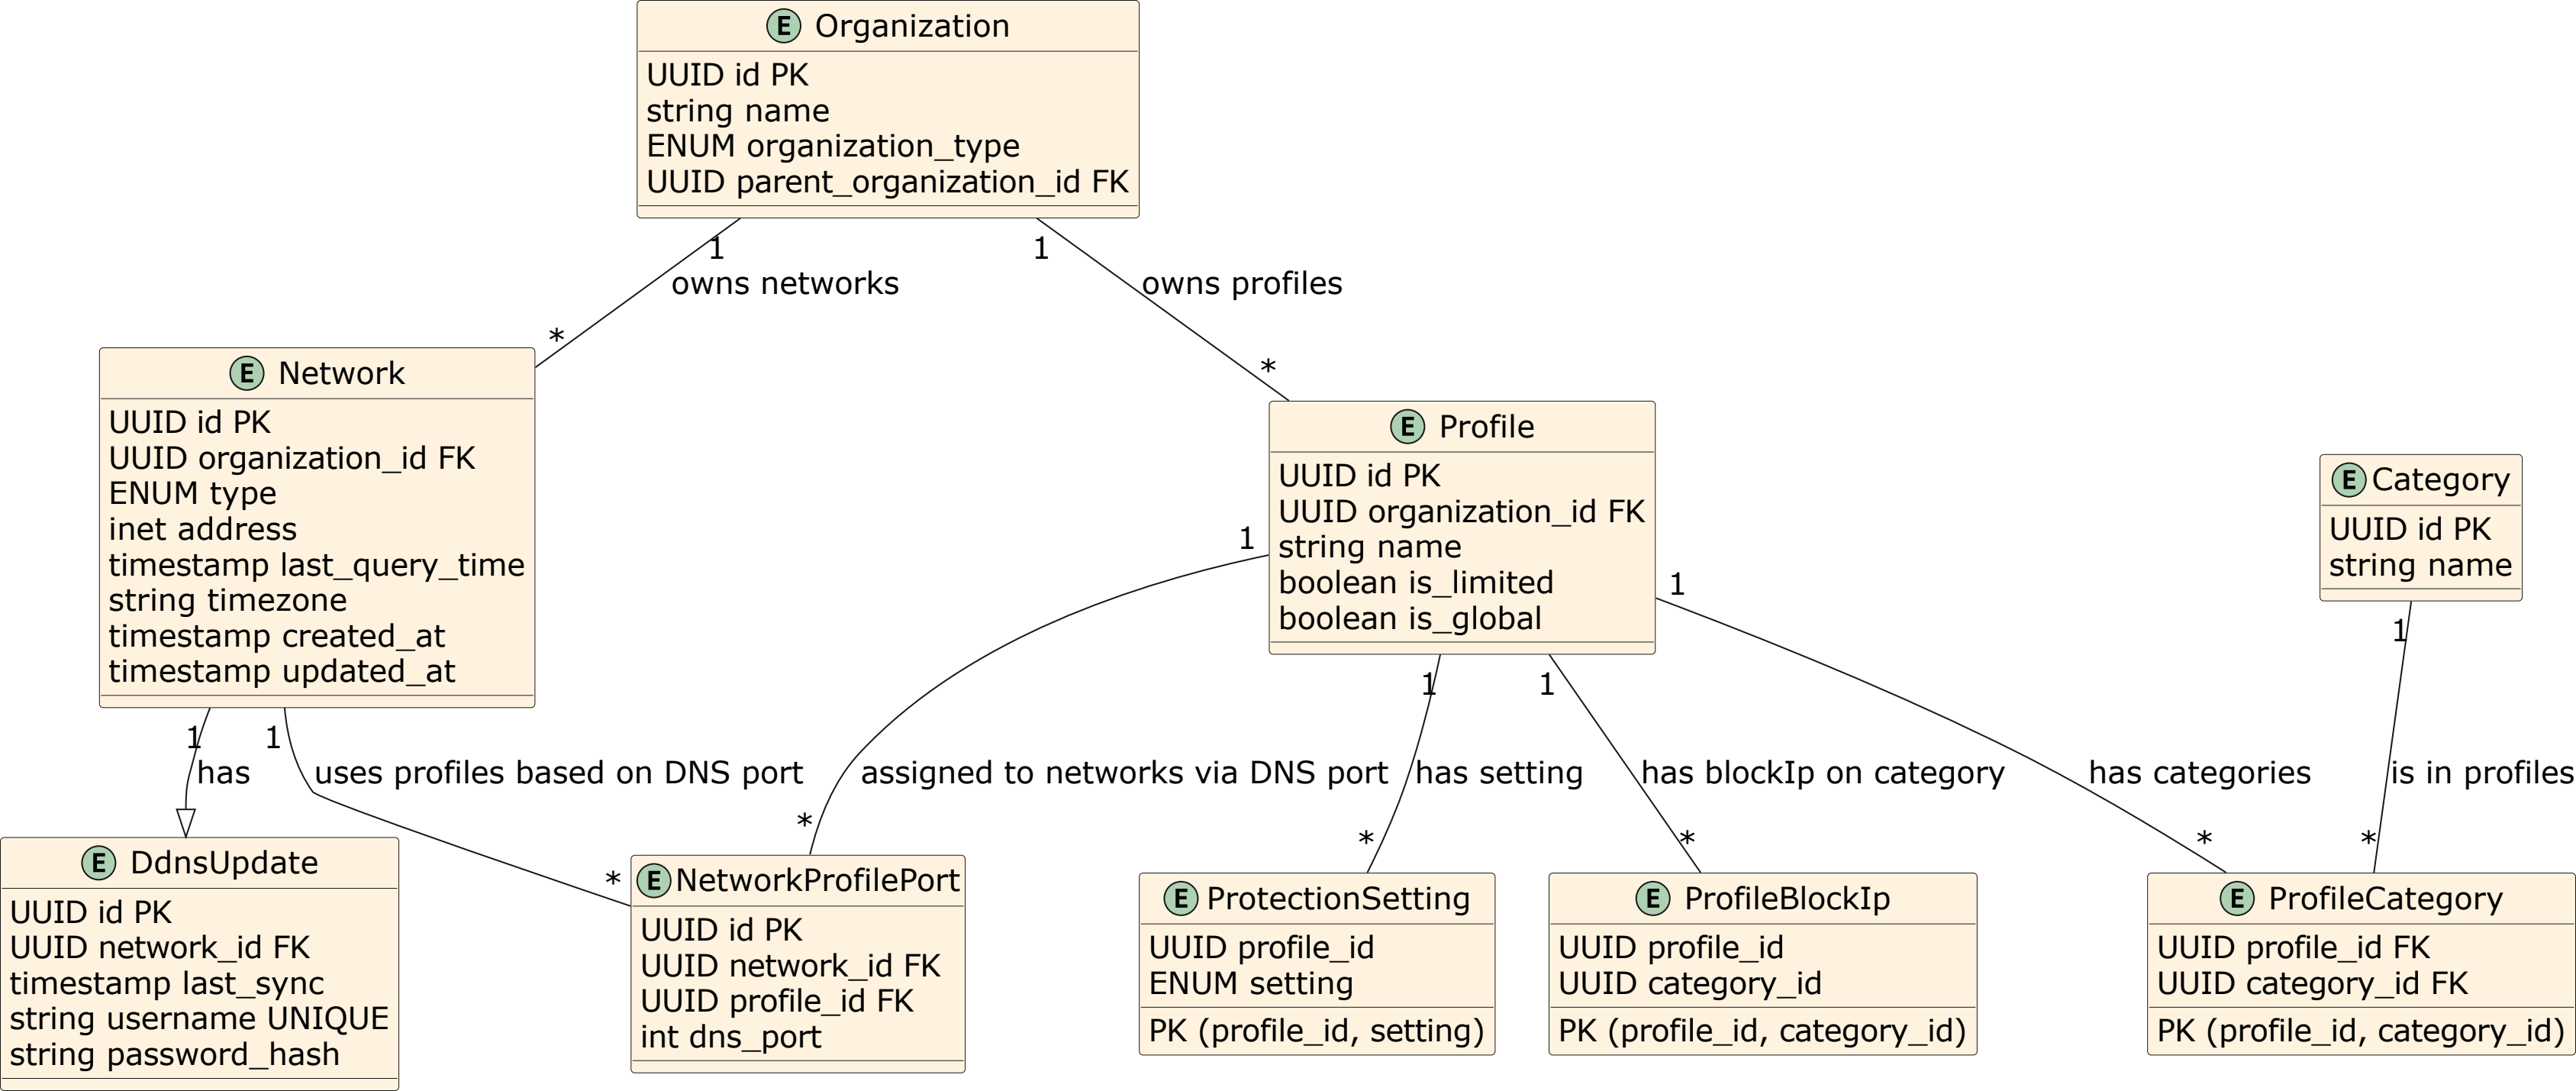 E Organization
UUID id PK
string name
ENUM organization_type
UUID parent_organization_id FK
1
1
owns networks
owns profiles
*
*
E Network
UUID id PK
UUID organization_id FK
ENUM type
inet address
timestamp last_query_time
string timezone
timestamp created_at
timestamp updated_at
E Profile
UUID id PK
UUID organization_id FK
string name
boolean is_limited
boolean is_global
E Category
UUID id PK
string name
1
1
1
1
1
1
1
has
uses profiles based on DNS port
assigned to networks via DNS port
has setting
has blockIp on category
has categories
is in profiles
*
*
*
*
*
*
E DdnsUpdate
UUID id PK
UUID network_id FK
timestamp last_sync
string username UNIQUE
string password_hash
E NetworkProfilePort
UUID id PK
UUID network_id FK
UUID profile_id FK
int dns_port
E ProtectionSetting
UUID profile_id
ENUM setting
PK (profile_id, setting)
E ProfileBlockIp
UUID profile_id
UUID category_id
PK (profile_id, category_id)
E ProfileCategory
UUID profile_id FK
UUID category_id FK
PK (profile_id, category_id)